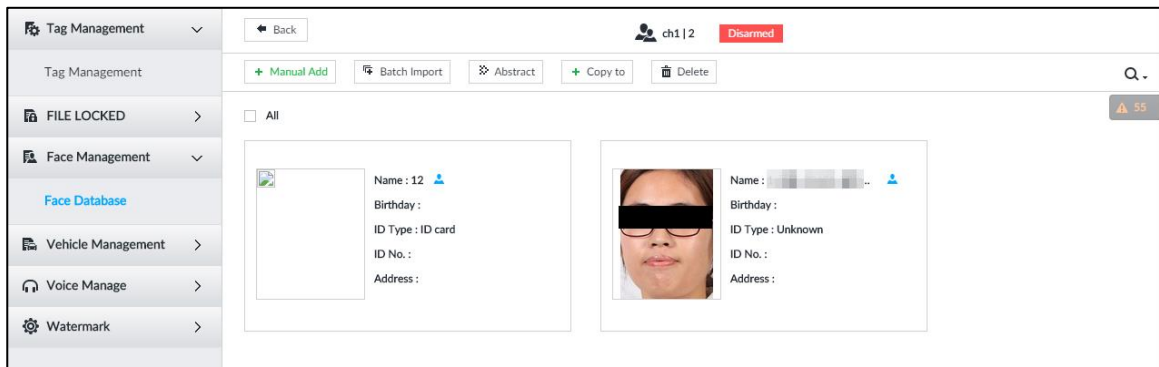 Tag Management
Tag Management
FILE LOCKED
Face Management
Face Database
Vehicle Management
Voice Manage
Watermark
Back
ch1 | 2
Disarmed
+ Manual Add
Batch Import
Abstract
+ Copy to
Delete
55
All
Name : 12
Birthday :
ID Type : ID card
ID No. :
Address :
Name : ..
Birthday :
ID Type : Unknown
ID No. :
Address :